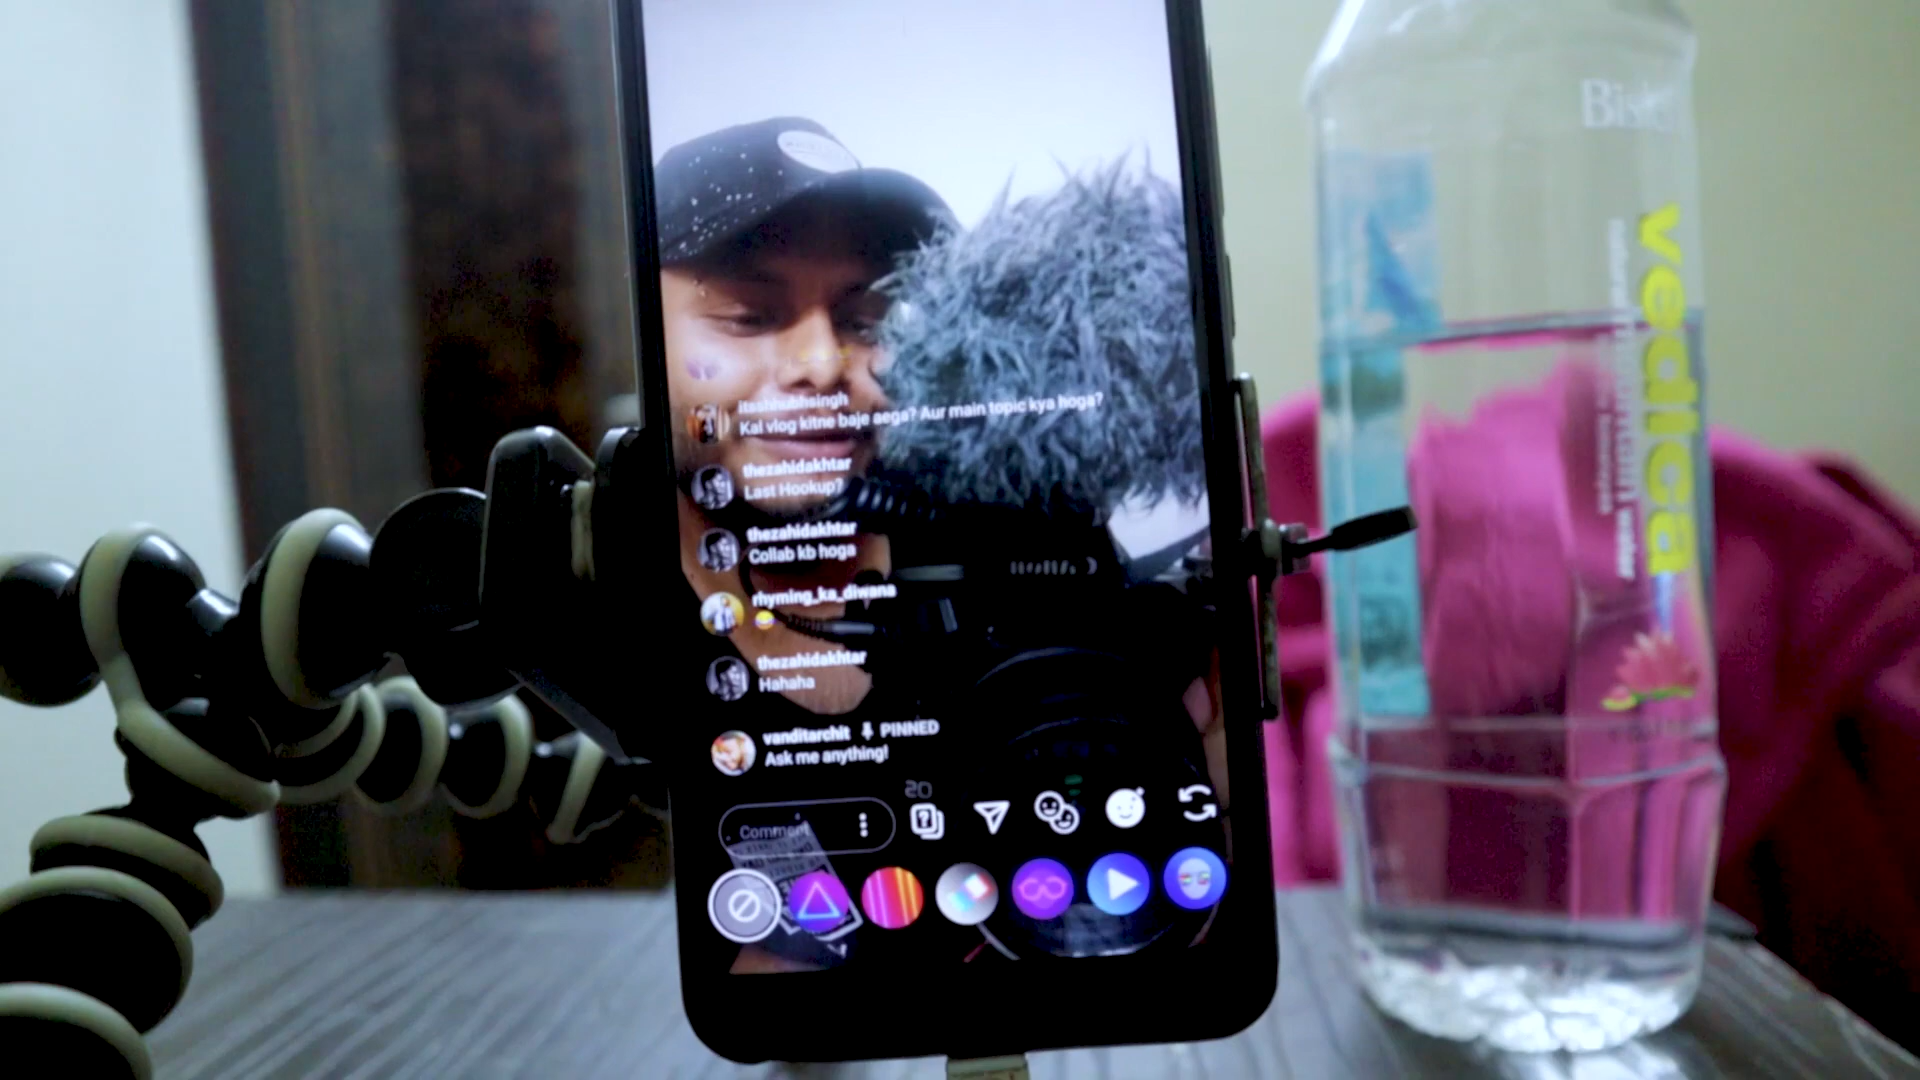 itsshubhsingh
Kal vlog kitne baje aega? Aur main topic kya hoga?
thezahidakhtar
Last Hookup?
thezahidakhtar
Collab kb hoga
rhyming_ka_diwana
thezahidakhtar
Hahaha
vanditarchit PINNED
Ask me anything!
20
Comment
vedica